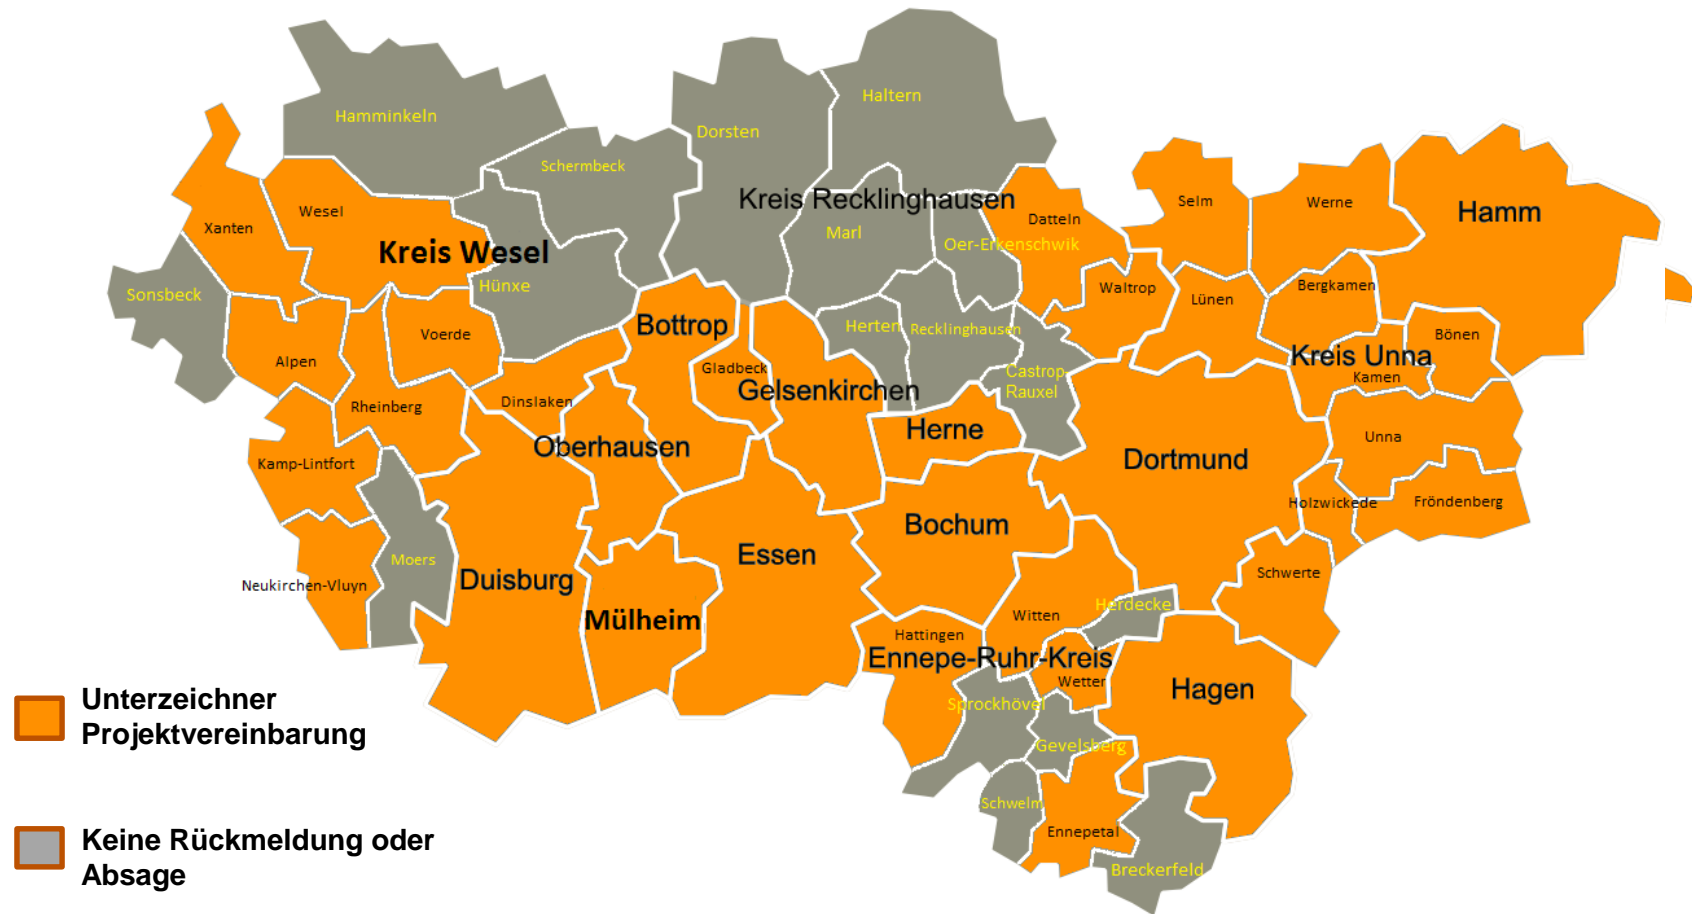 Haltern
Hamminkeln
Dorsten
Schermbeck
Kreis Recklinghausen
Selm
Werne
Hamm
Wesel
Xanten
Datteln
Marl
Oer-Erkenschwik
Kreis Wesel
Hünxe
Sonsbeck
Waltrop
Lünen
Bergkamen
Bottrop
Herten
Recklinghausen
Voerde
Bönen
Kreis Unna
Alpen
Gladbeck
Castrop-
Rauxel
Kamen
Gelsenkirchen
Dinslaken
Rheinberg
Herne
Unna
Oberhausen
Dortmund
Kamp-Lintfort
Holzwickede
Fröndenberg
Bochum
Essen
Moers
Duisburg
Neukirchen-Vluyn
Schwerte
Herdecke
Mülheim
Witten
Hattingen
Ennepe-Ruhr-Kreis
Wetter
Hagen
Sprockhövel
Gevelsberg
Schwelm
Ennepetal
Breckerfeld
Unterzeichner
Projektvereinbarung
Keine Rückmeldung oder
Absage